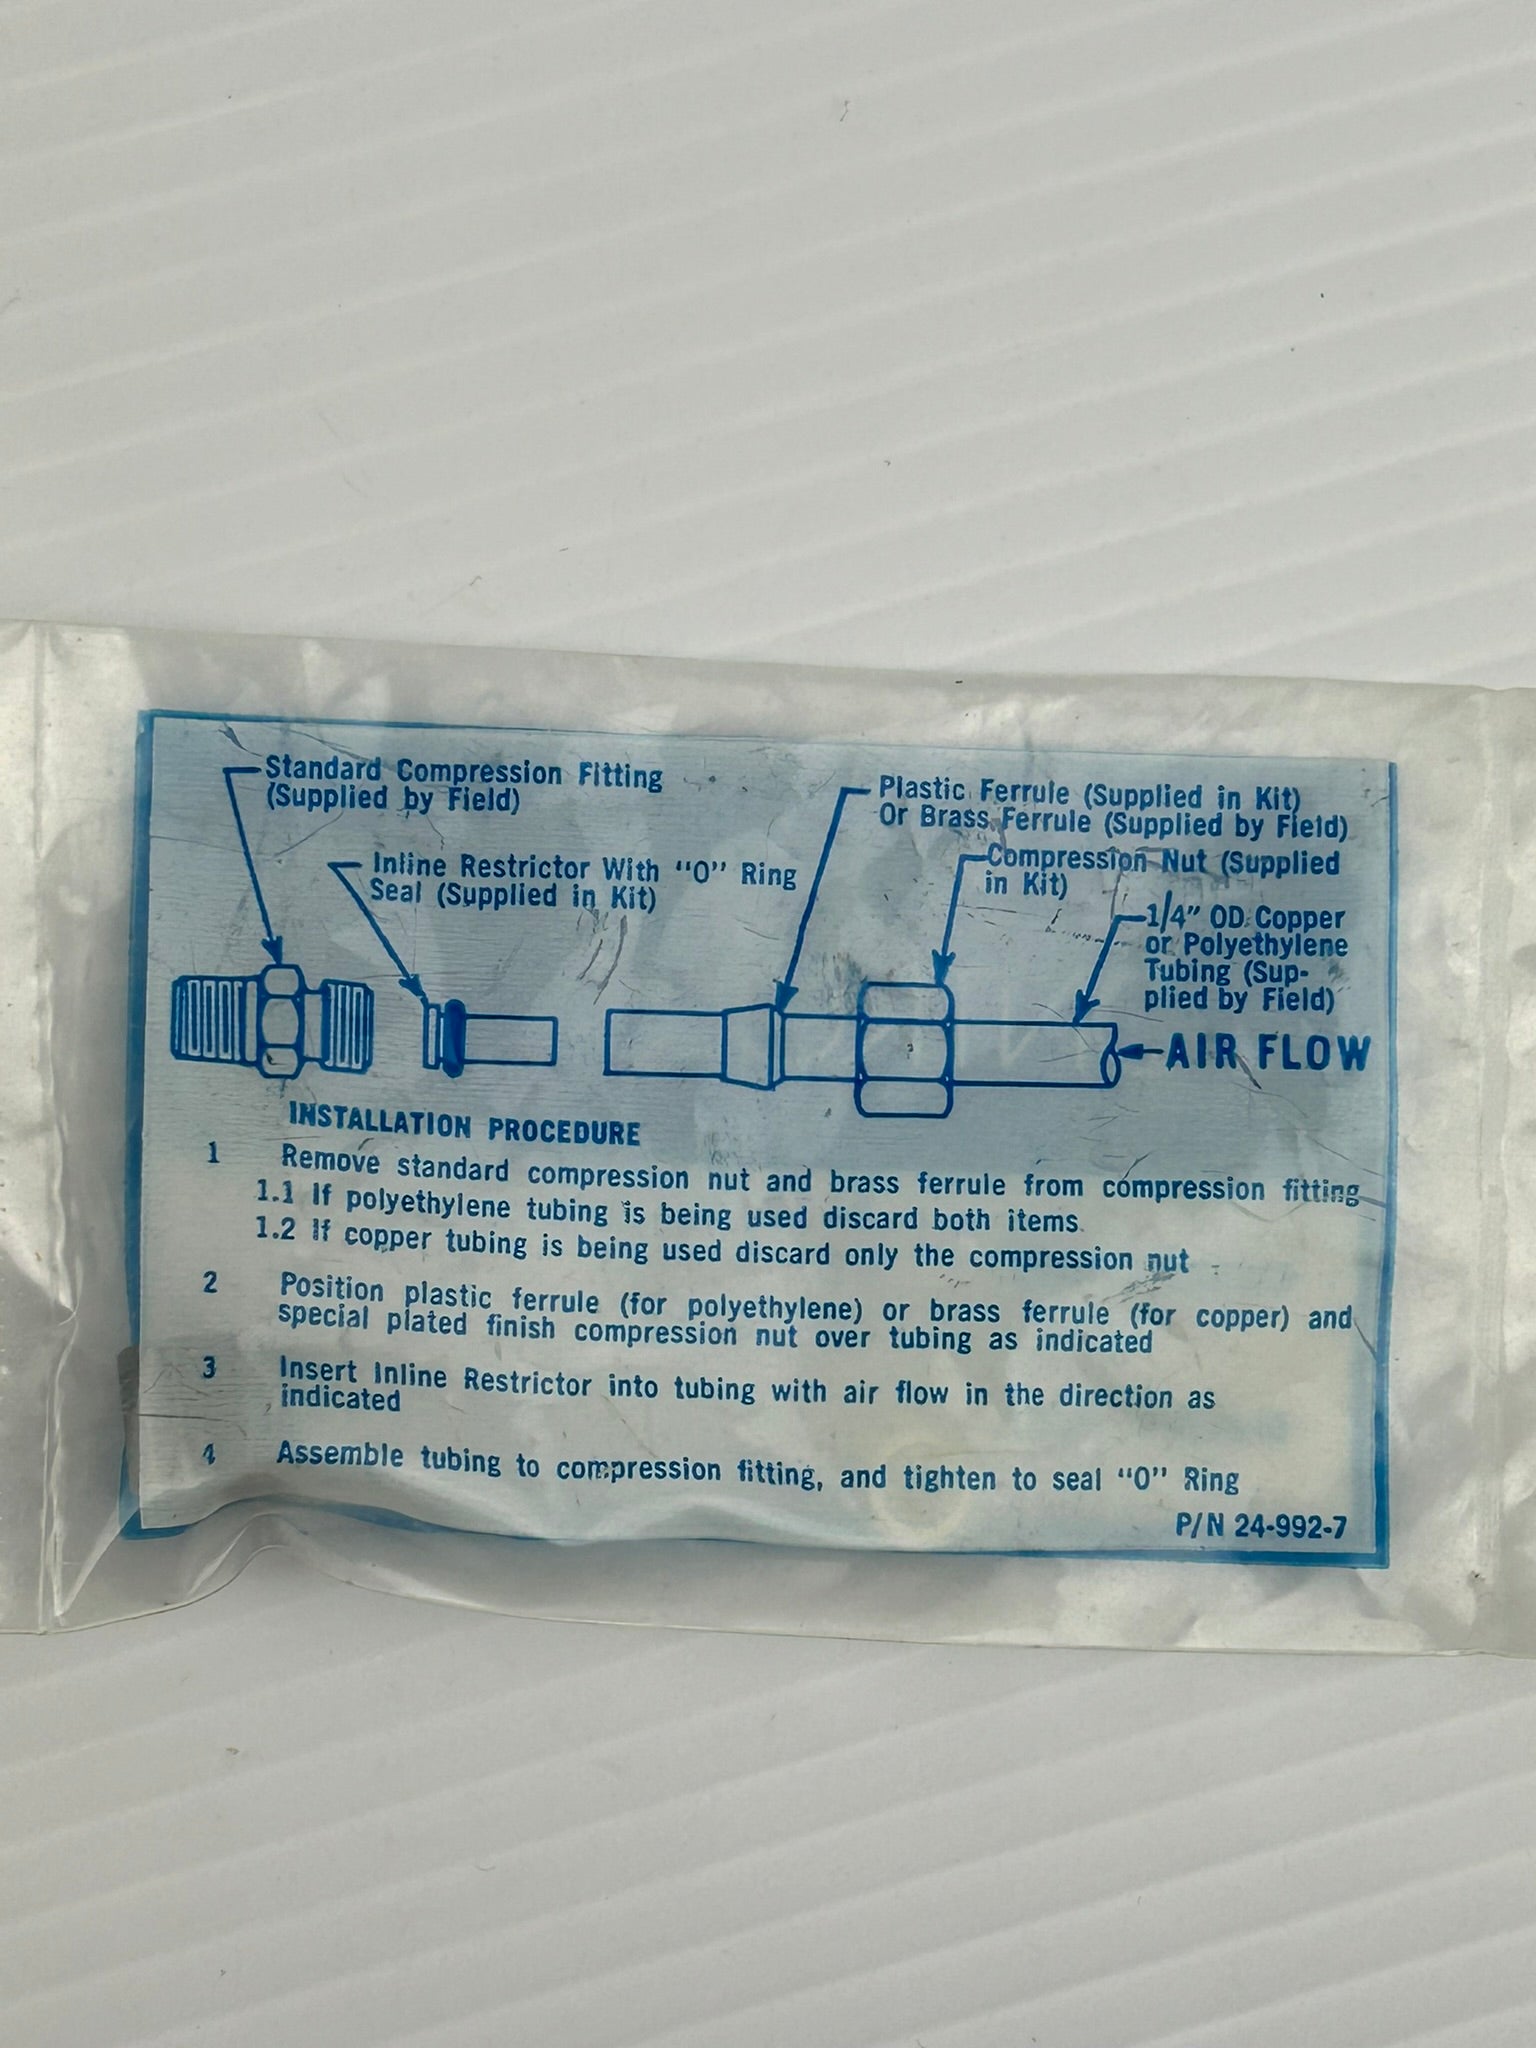 Standard Compression Fitting
(Supplied by Field)
Inline Restrictor With "O" Ring
Seal (Supplied in Kit)
Plastic Ferrule (Supplied in Kit)
Or Brass Ferrule (Supplied by Field)
Compression Nut (Supplied
in Kit)
1/4" OD Copper
or Polyethylene
Tubing (Sup-
plied by Field)
AIR FLOW
INSTALLATION PROCEDURE
1 Remove standard compression nut and brass ferrule from compression fitting
1.1 If polyethylene tubing is being used discard both items
1.2 If copper tubing is being used discard only the compression nut
2 Position plastic ferrule (for polyethylene) or brass ferrule (for copper) and
special plated finish compression nut over tubing as indicated
3 Insert Inline Restrictor into tubing with air flow in the direction as
indicated
4 Assemble tubing to compression fitting, and tighten to seal "O" Ring
P/N 24-992-7